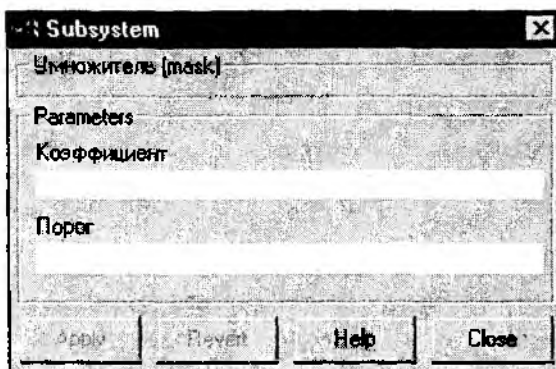 Subsystem
Умножитель (mask)
Parameters
Коэффициент
Порог
Apply Revert Help Close